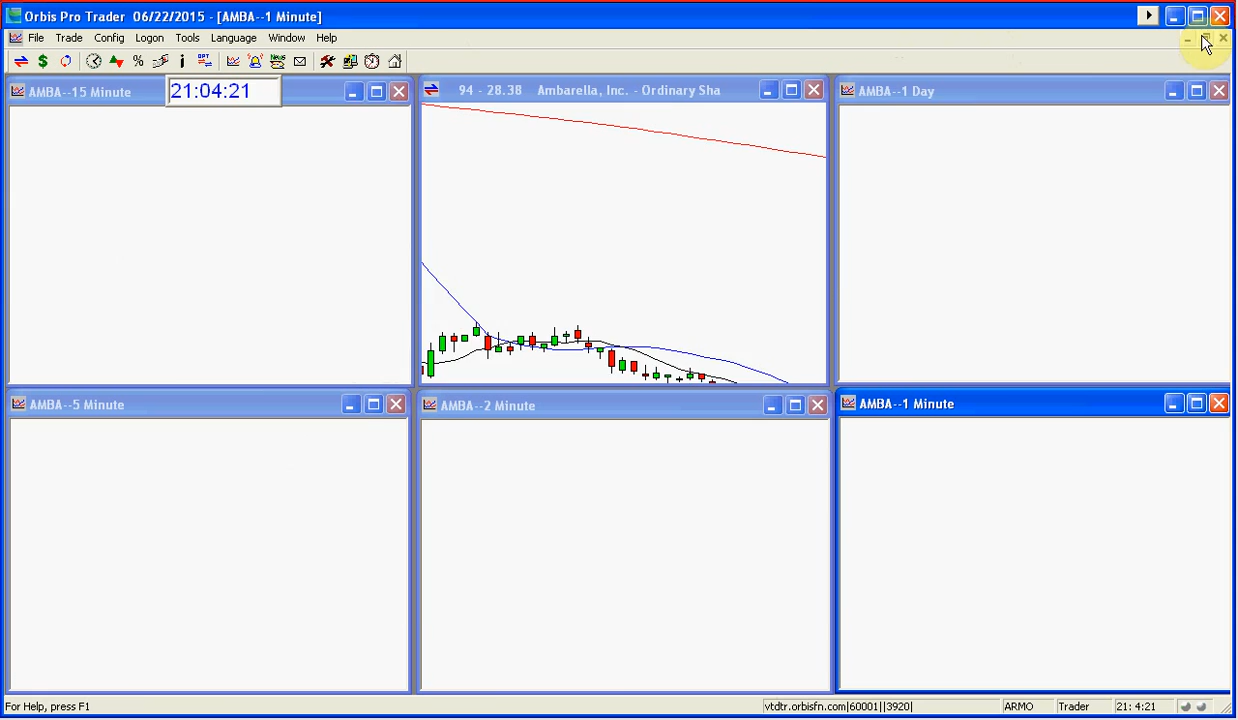 Orbis Pro Trader 06/22/2015 - [AMBA--1 Minute]
File Trade Config Logon Tools Language Window Help
AMBA--15 Minute
21:04:21
94 - 28.38 Ambarella, Inc. - Ordinary Sha
AMBA--1 Day
AMBA--5 Minute
AMBA--2 Minute
AMBA--1 Minute
For Help, press F1
vtdtr.orbisfn.com|60001||3920|
ARMO
Trader
21: 4:21